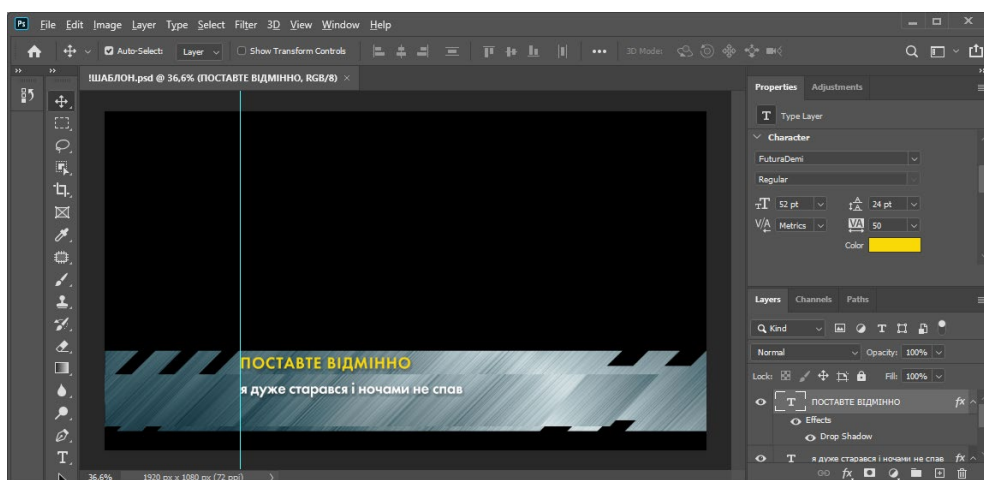 Ps File Edit Image Layer Type Select Filter 3D View Window Help
Auto-Select: Layer Show Transform Controls 3D Mode:
!ШАБЛОН.psd @ 36,6% (ПОСТАВТЕ ВІДМІННО, RGB/8) ×
Properties Adjustments
T Type Layer
Character
FuturaDemi
Regular
52 pt 24 pt
Metrics 50
Color
ПОСТАВТЕ ВІДМІННО
я дуже старався і ночами не спав
Layers Channels Paths
Kind
Normal Opacity: 100%
Lock: Fill: 100%
T ПОСТАВТЕ ВІДМІННО fx
Effects
Drop Shadow
T я дуже старався і ночами не спав fx
36,6% 1920 px x 1080 px (72 ppi)